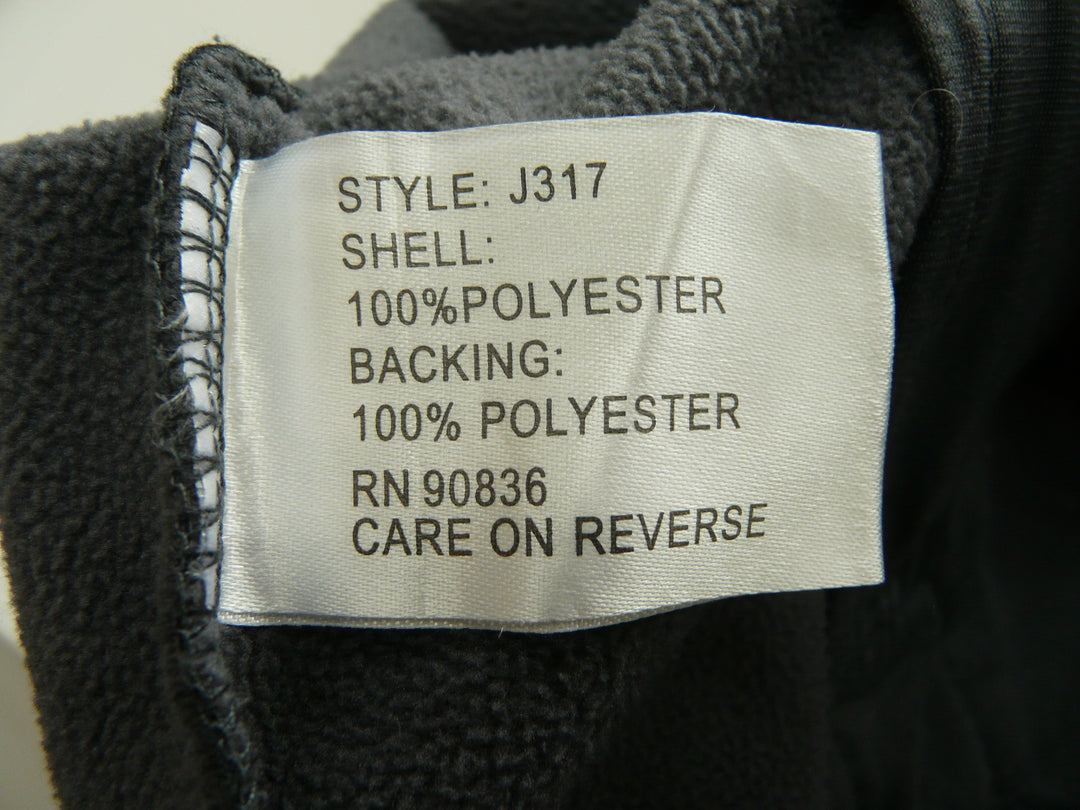 STYLE: J317
SHELL:
100%POLYESTER
BACKING:
100% POLYESTER
RN 90836
CARE ON REVERSE